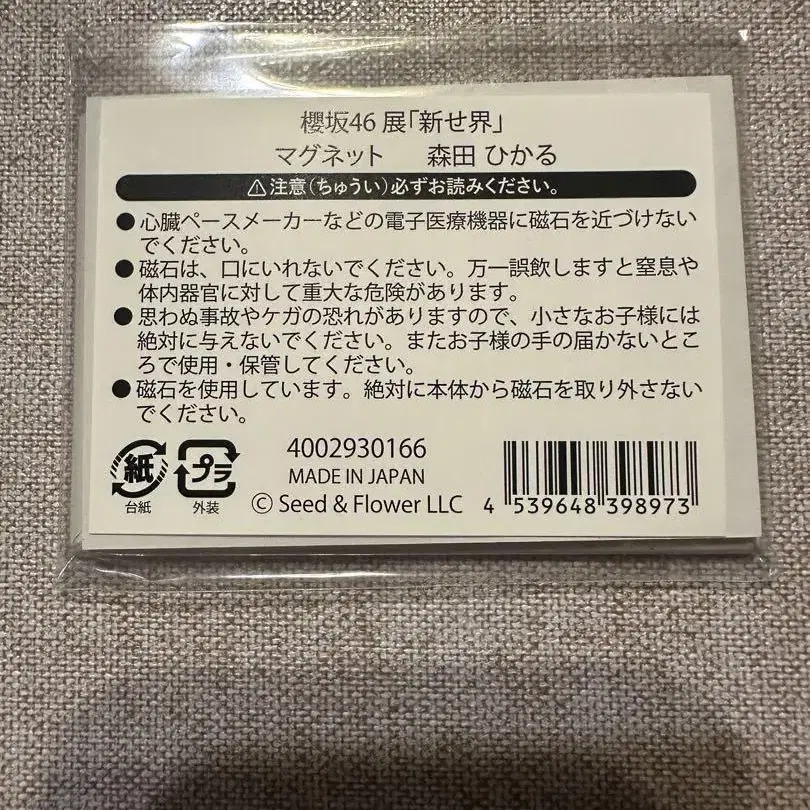 櫻坂46 展「新せ界」
マグネット 森田 ひかる
⚠注意(ちゅうい)必ずお読みください。
●心臓ペースメーカーなどの電子医療機器に磁石を近づけない
でください。
●磁石は、口にいれないでください。万一誤飲しますと窒息や
体内器官に対して重大な危険があります。
●思わぬ事故やケガの恐れがありますので、小さなお子様には
絶対に与えないでください。またお子様の手の届かないとこ
ろで使用・保管してください。
●磁石を使用しています。絶対に本体から磁石を取り外さない
でください。
紙
台紙
プラ
外装
4002930166
MADE IN JAPAN
© Seed & Flower LLC
4 539648 398973